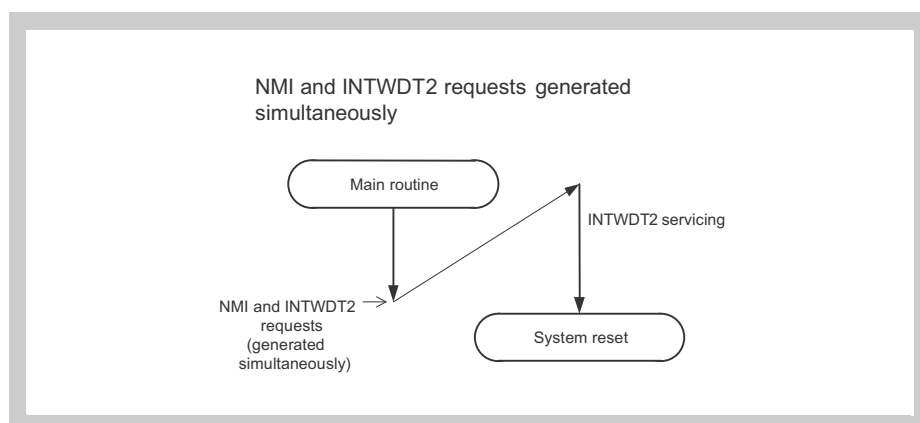 NMI and INTWDT2 requests generated
simultaneously
Main routine
INTWDT2 servicing
NMI and INTWDT2
requests
(generated
simultaneously)
System reset